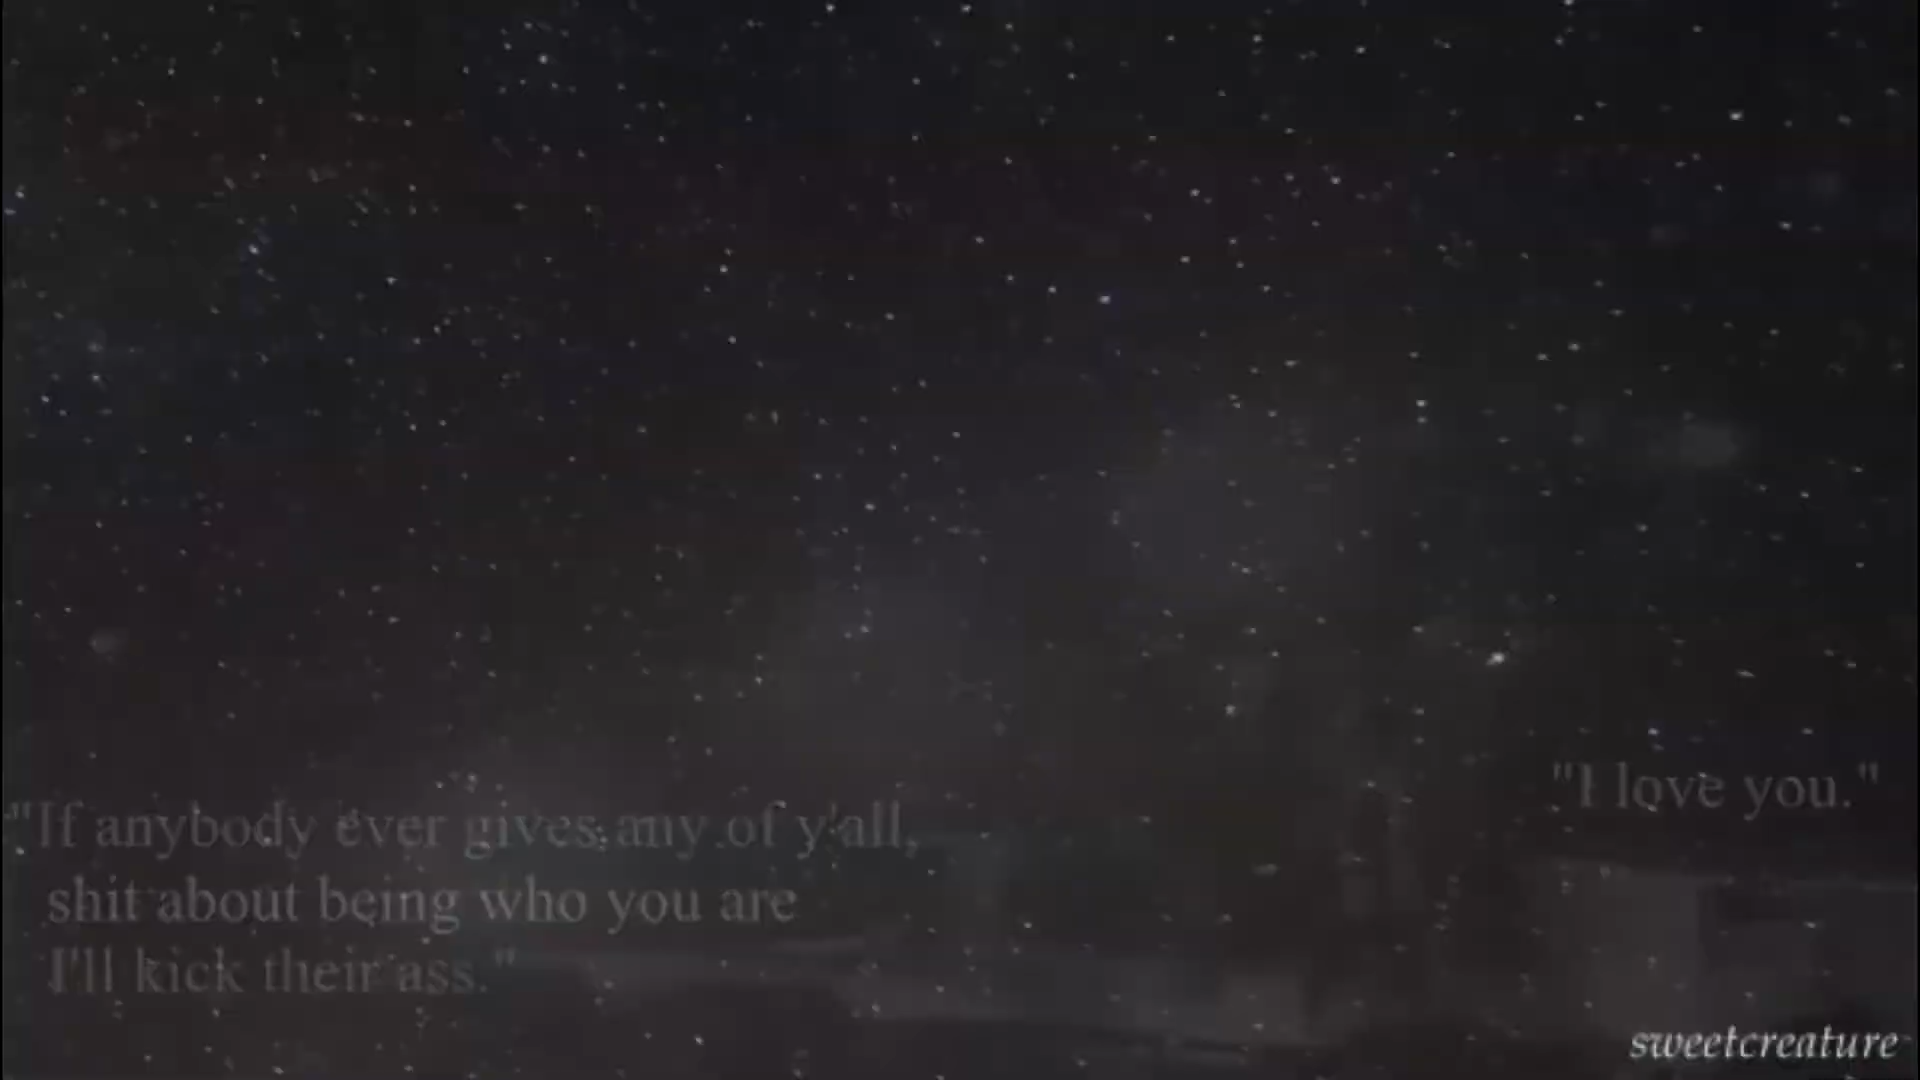 "If anybody ever gives any of y'all,
shit about being who you are
I'll kick their ass."
"I love you."
sweetcreature